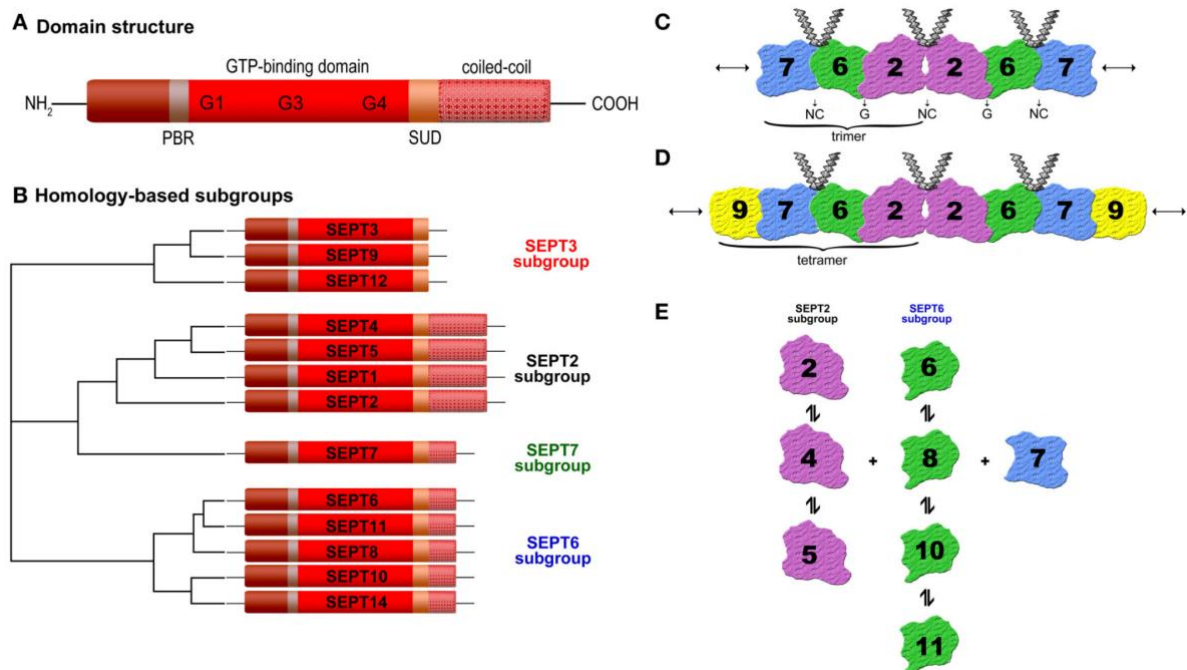 A Domain structure
GTP-binding domain
coiled-coil
NH2
G1
G3
G4
COOH
PBR
SUD
B Homology-based subgroups
SEPT3
SEPT9
SEPT12
SEPT3
subgroup
SEPT4
SEPT5
SEPT1
SEPT2
SEPT2
subgroup
SEPT7
SEPT7
subgroup
SEPT6
SEPT11
SEPT8
SEPT10
SEPT14
SEPT6
subgroup
C
7 6 2 2 6 7
NC G NC G NC
trimer
D
9 7 6 2 2 6 7 9
tetramer
E
SEPT2
subgroup
SEPT6
subgroup
2 6
4 + 8 + 7
5 10
11